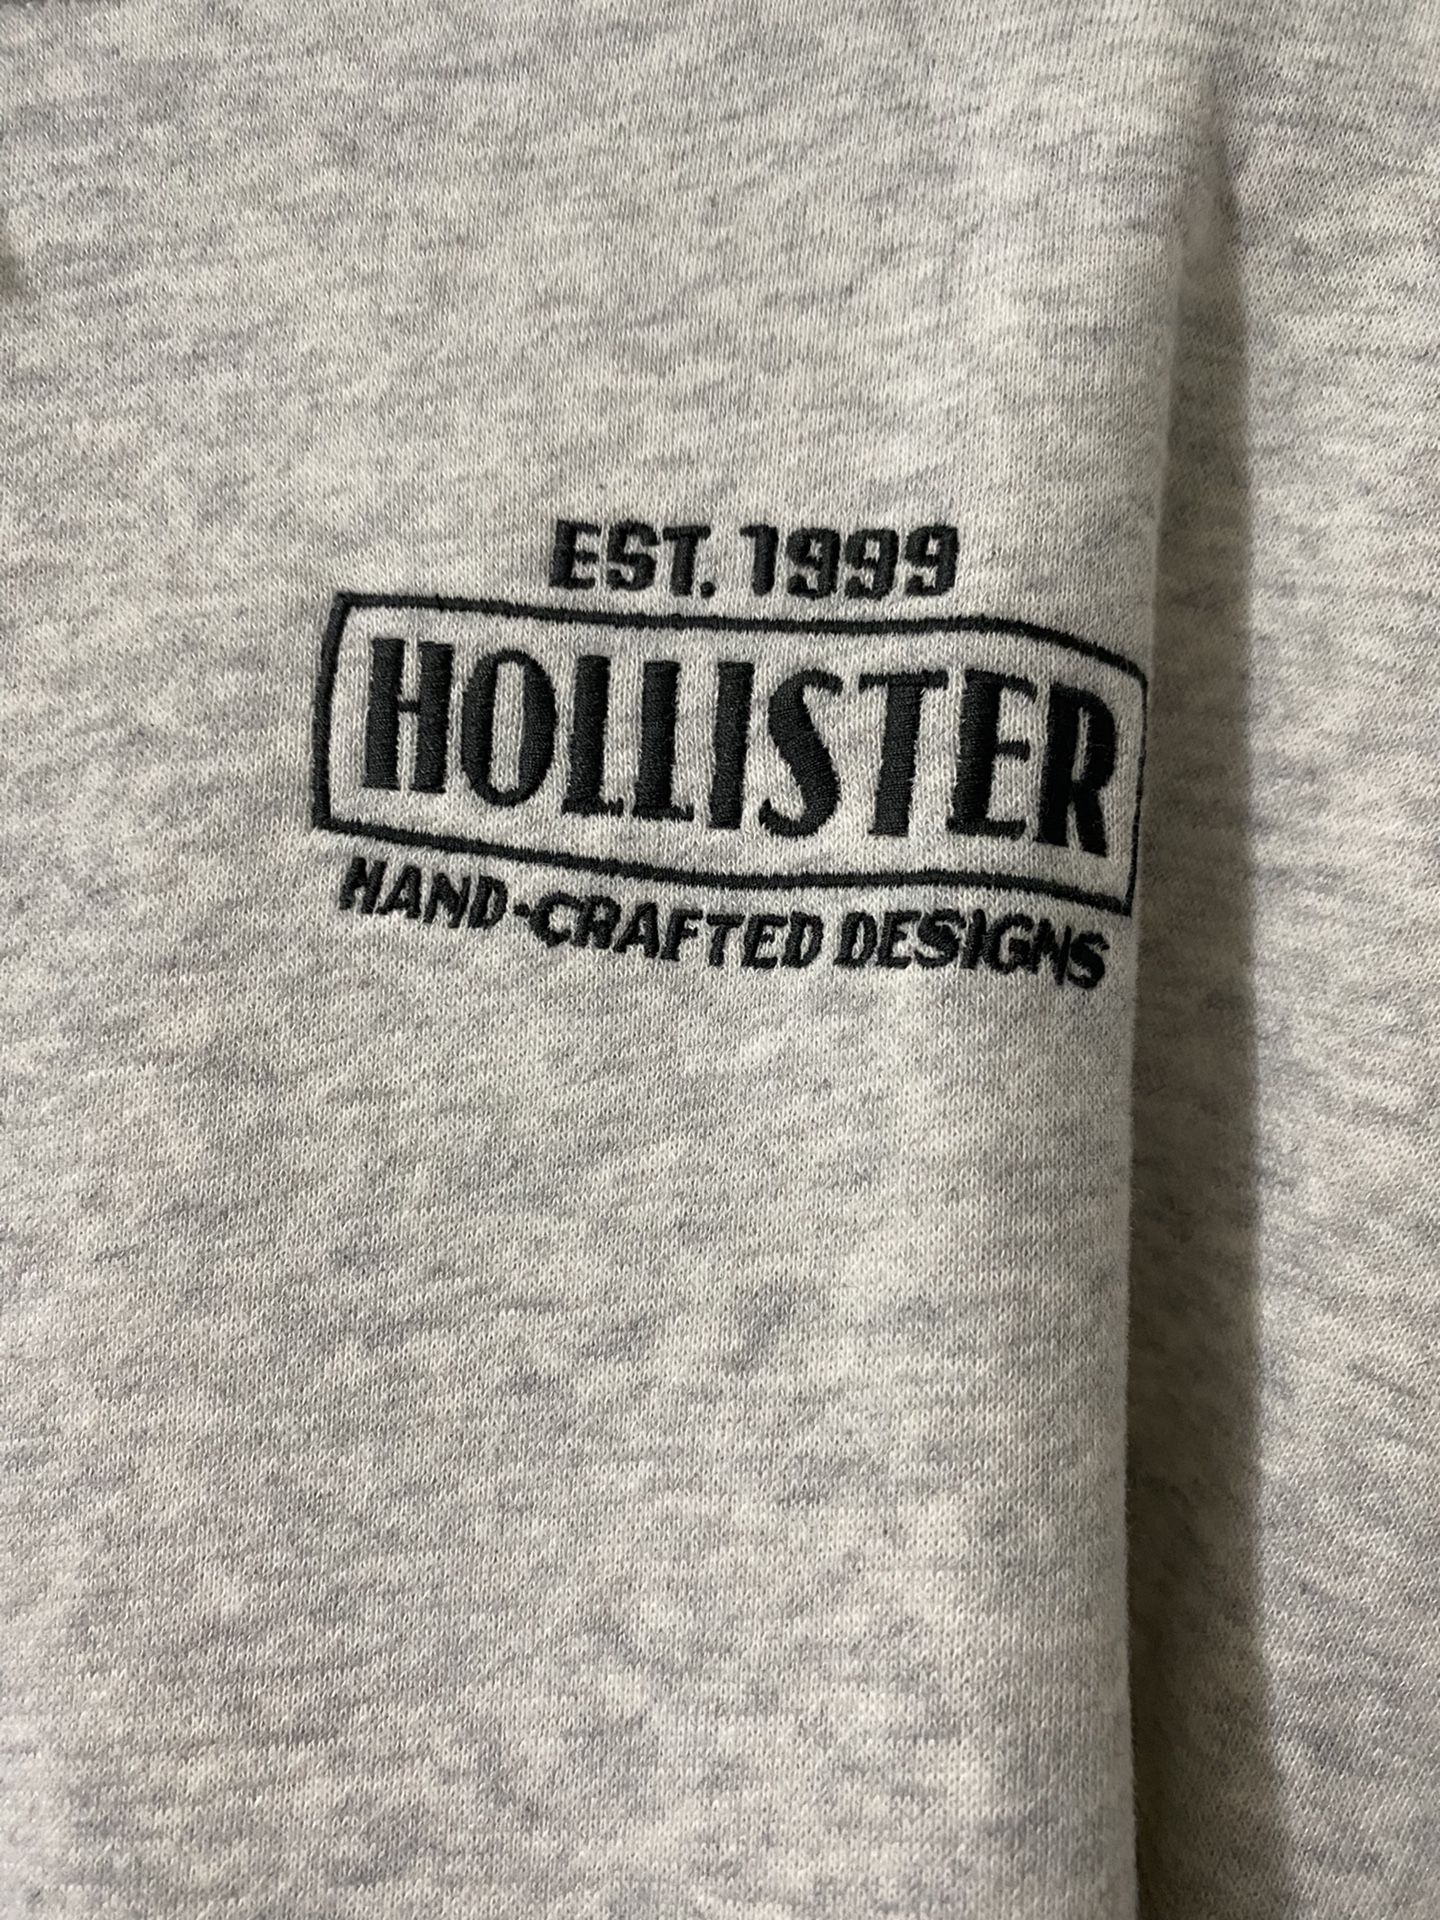 EST. 1999
HOLLISTER
HAND-CRAFTED DESIGNS